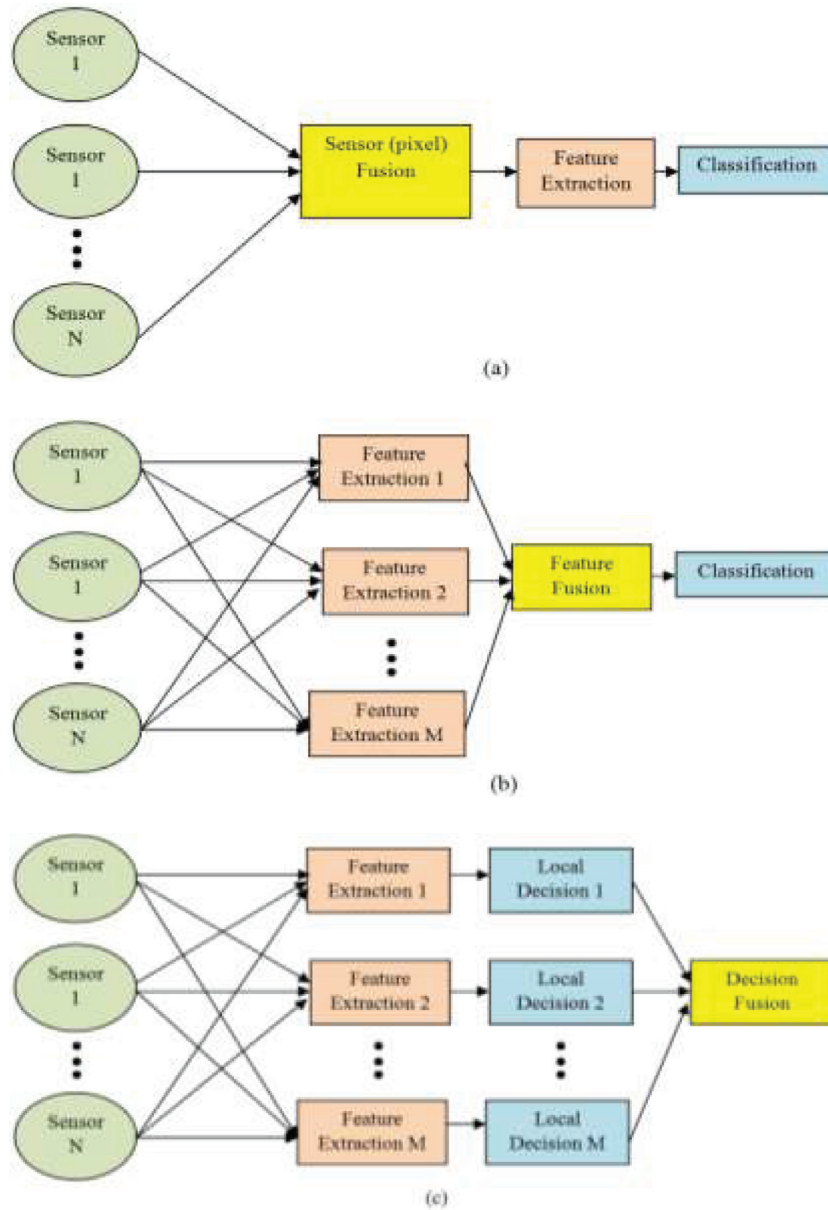 Sensor
1
Sensor
1
Sensor
N
Sensor (pixel)
Fusion
Feature
Extraction
Classification
(a)
Sensor
1
Sensor
1
Sensor
N
Feature
Extraction 1
Feature
Extraction 2
Feature
Extraction M
Feature
Fusion
Classification
(b)
Sensor
1
Sensor
1
Sensor
N
Feature
Extraction 1
Feature
Extraction 2
Feature
Extraction M
Local
Decision 1
Local
Decision 2
Local
Decision M
Decision
Fusion
(c)